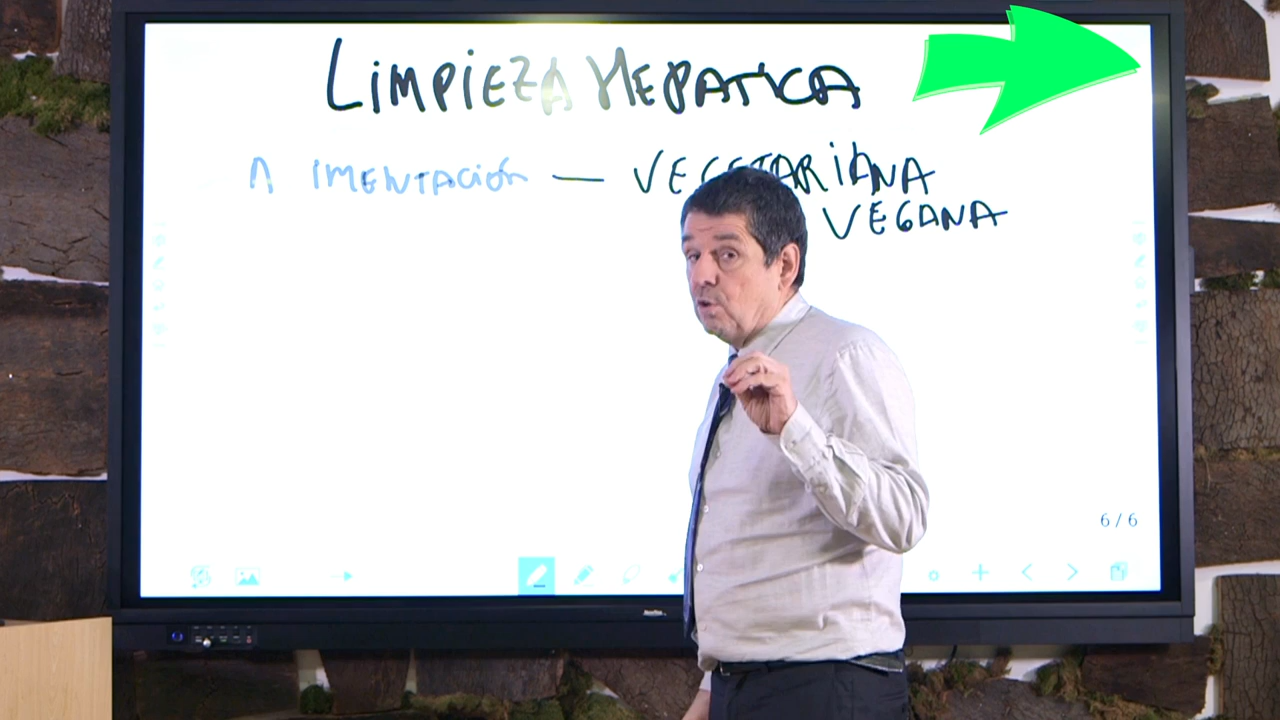 LIMPIEZA HEPATICA
A IMENTACIÓN — VEGETARIANA
VEGANA
6/6